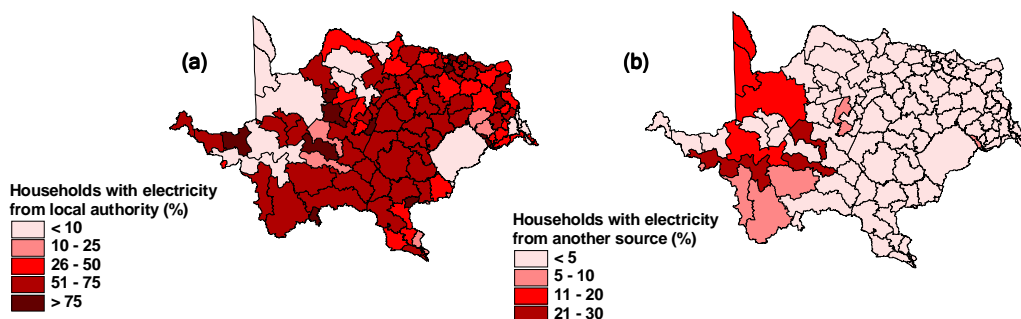 (a)
Households with electricity
from local authority (%)
< 10
10 - 25
26 - 50
51 - 75
> 75
(b)
Households with electricity
from another source (%)
< 5
5 - 10
11 - 20
21 - 30